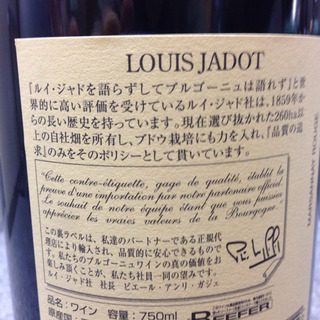 LOUIS JADOT
『ルイ・ジャドを語らずしてブルゴーニュは語れず』と世
界的に高い評価を受けているルイ・ジャド社は、1859年か
らの長い歴史を持っています。現在選び抜かれた260ha以
上の自社畑を所有し、ブドウ栽培にも力を入れ、『品質の追
求』のみをそのポリシーとして貫いています。
Cette contre-étiquette, gage de qualité, établit la
preuve d'une importation par notre partenaire officiel.
Le souhait de notre équipe étant que vous puissiez
apprécier les vraies valeurs de la Bourgogne.
この裏ラベルは、私達のパートナーである正規代
理店により輸入され、品質的に安心できるもので
す。私たちのブルゴーニュワインの真の価値をお
楽しみ頂くことが、私たち社員一同の望みです。
ルイ・ジャド社 社長 ピエール・アンリ・ガジェ
品名:ワイン
750ml
REEFER
原産国